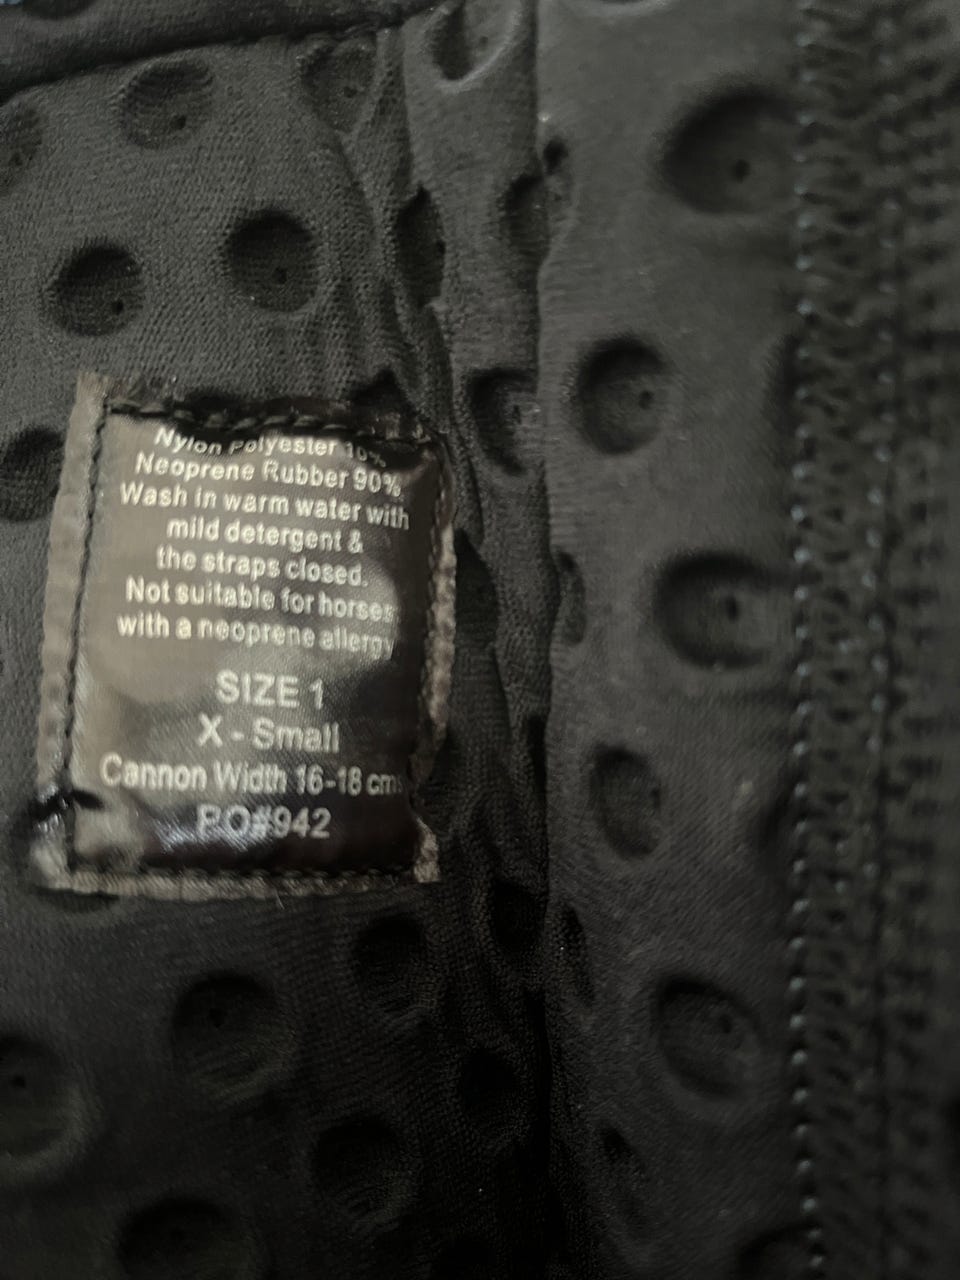 Nylon Polyester 10%
Neoprene Rubber 90%
Wash in warm water with
mild detergent &
the straps closed.
Not suitable for horses
with a neoprene allergy
SIZE 1
X - Small
Cannon Width 16-18 cm
PO#942